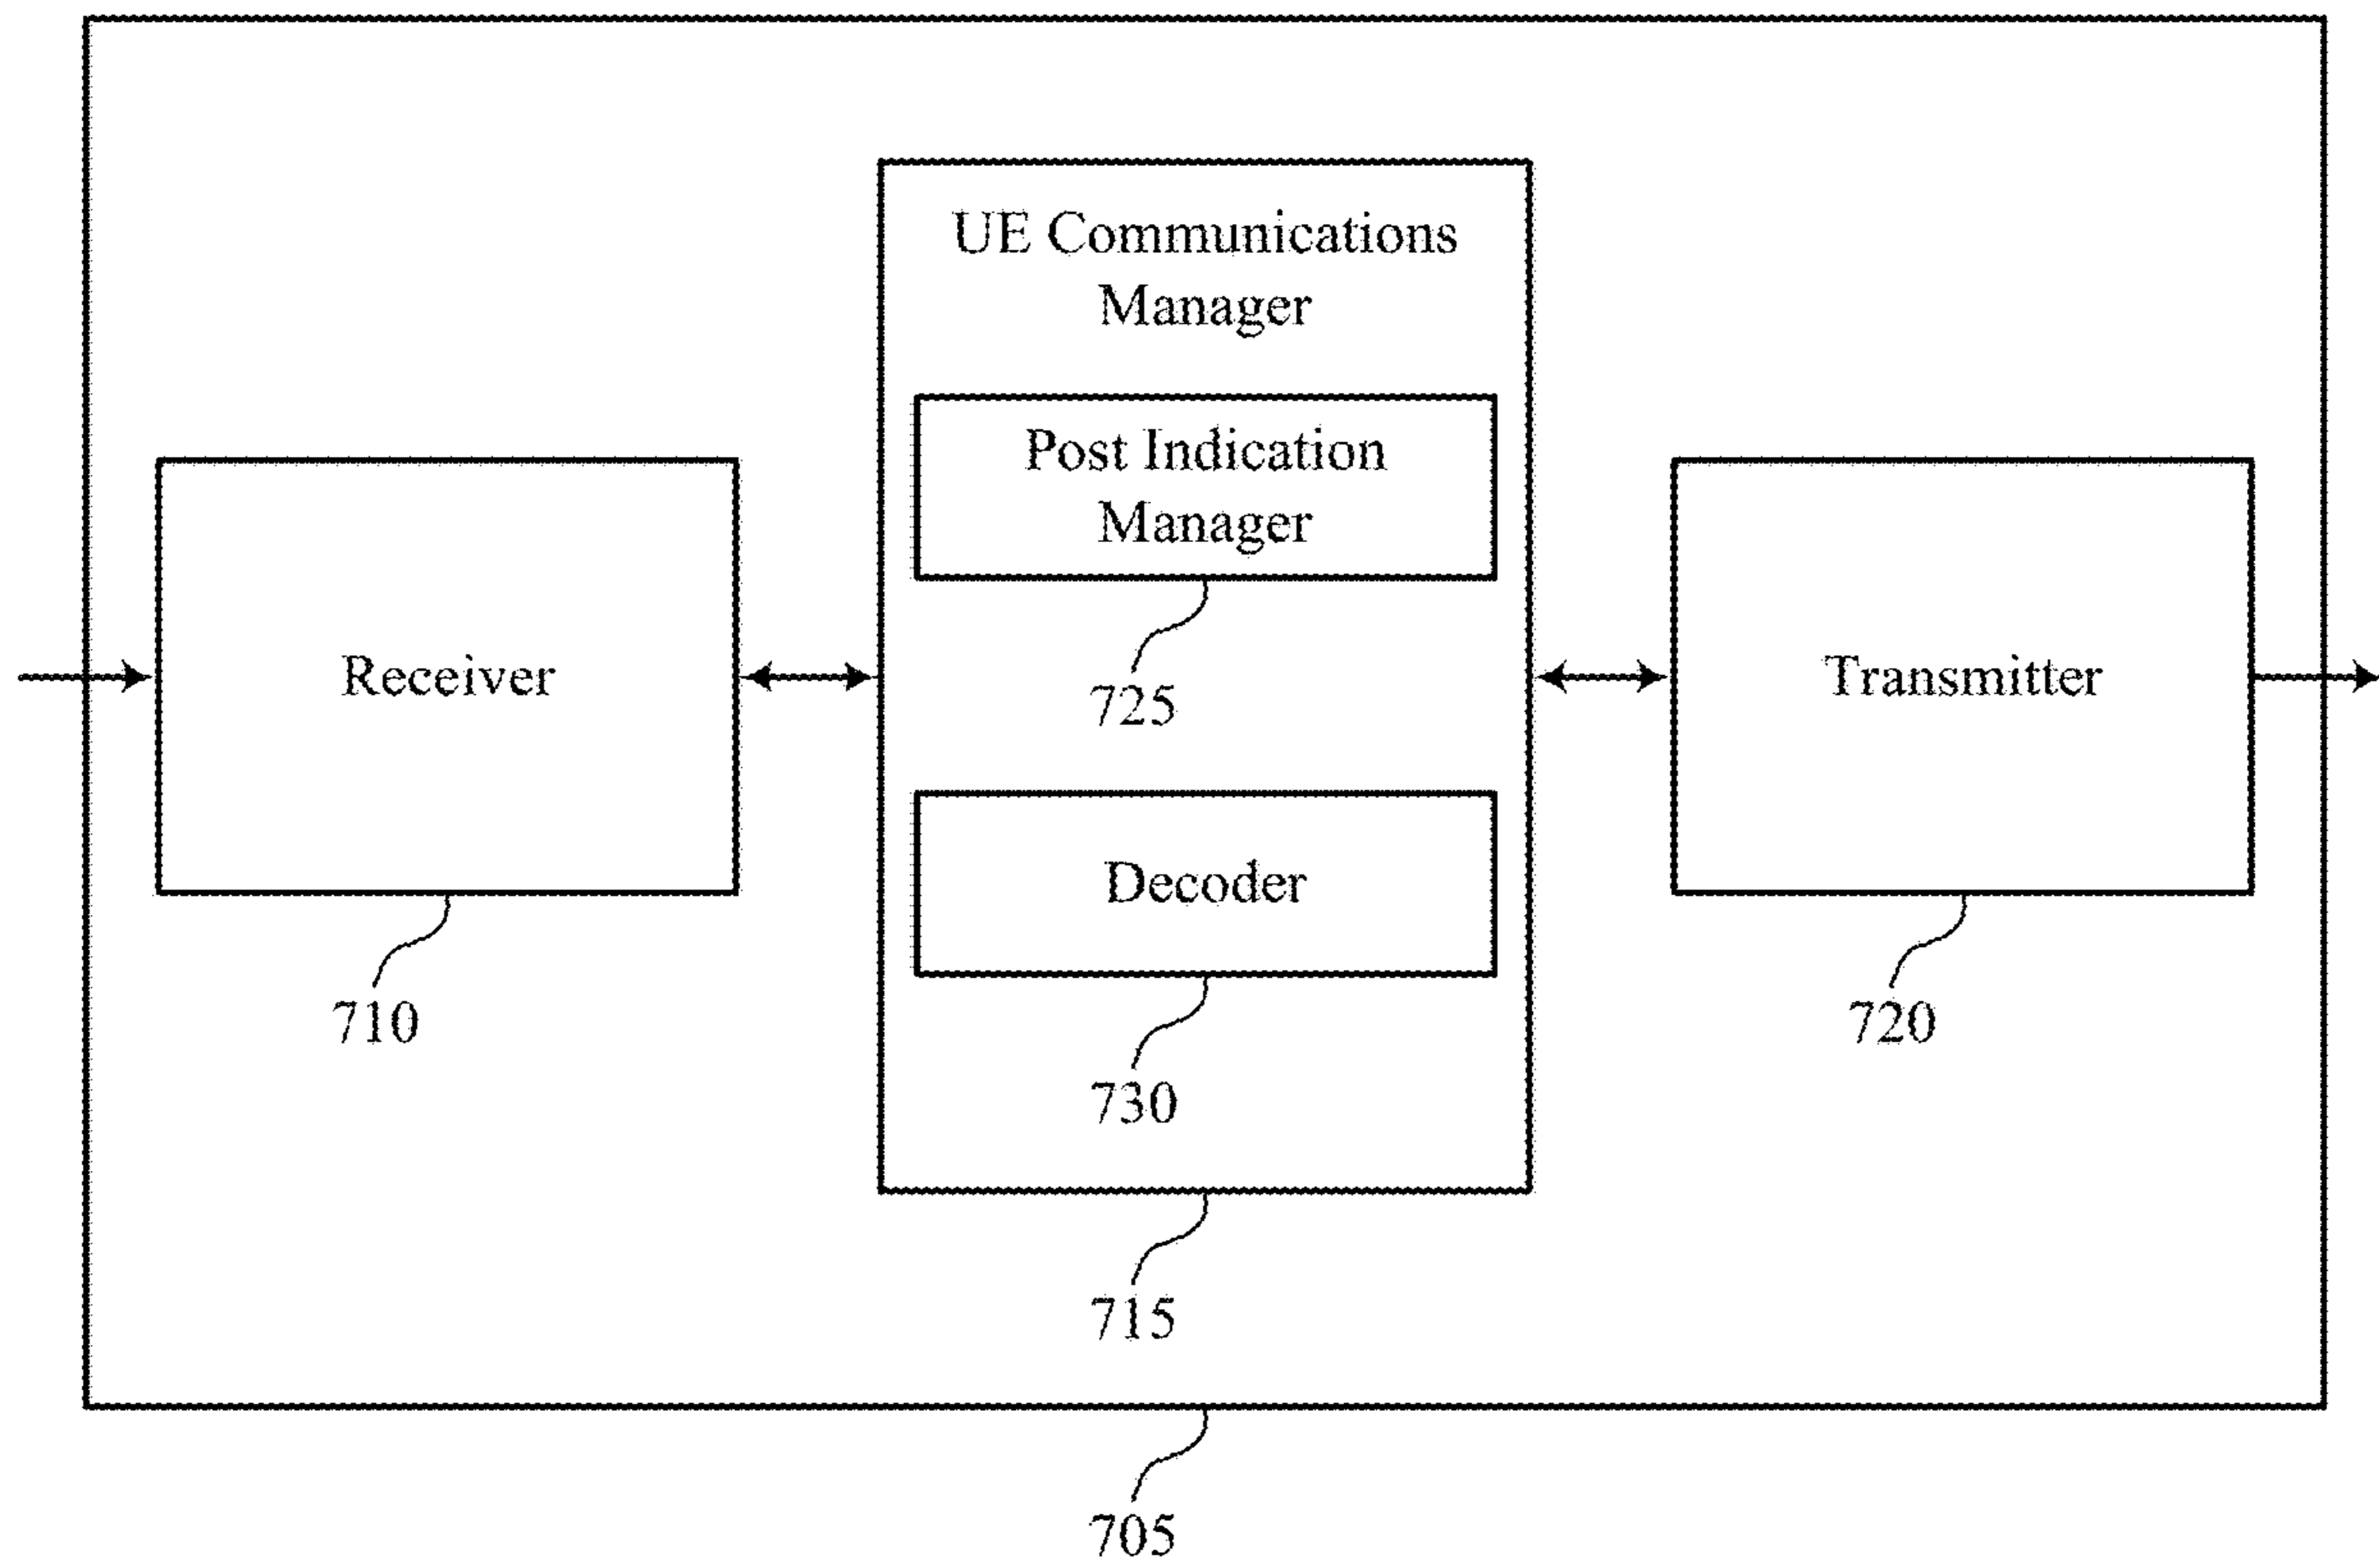 UE Communications
Manager
Post Indication
Manager
725
Receiver
710
Decoder
730
Transmitter
720
715
705